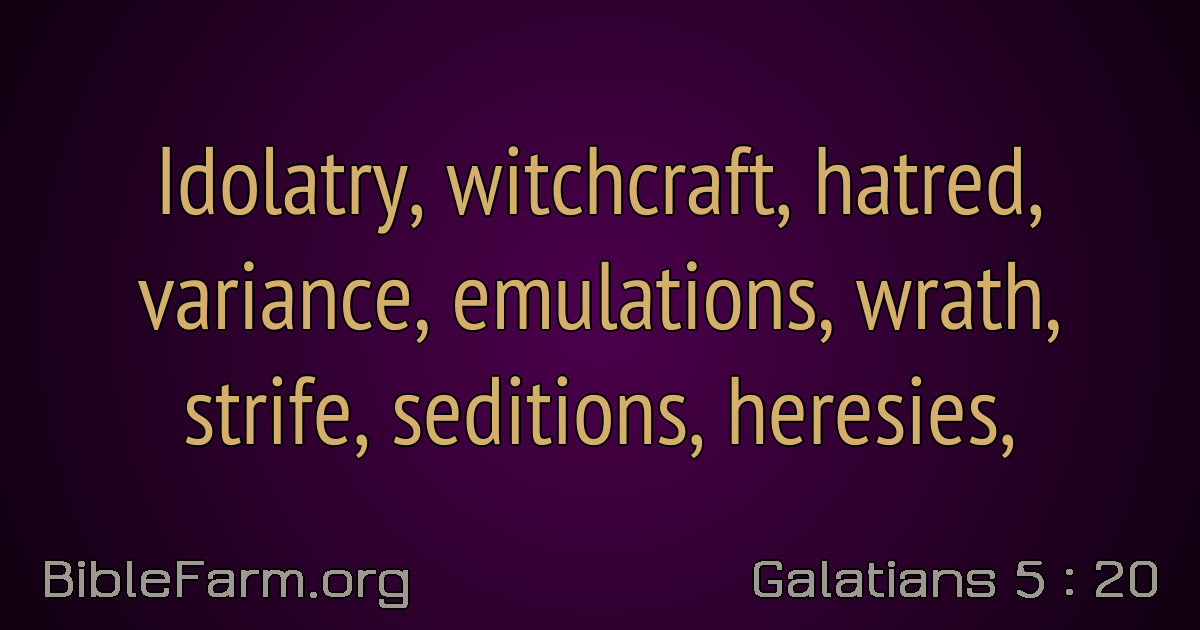 Idolatry, witchcraft, hatred,
variance, emulations, wrath,
strife, seditions, heresies,
BibleFarm.org
Galatians 5 : 20